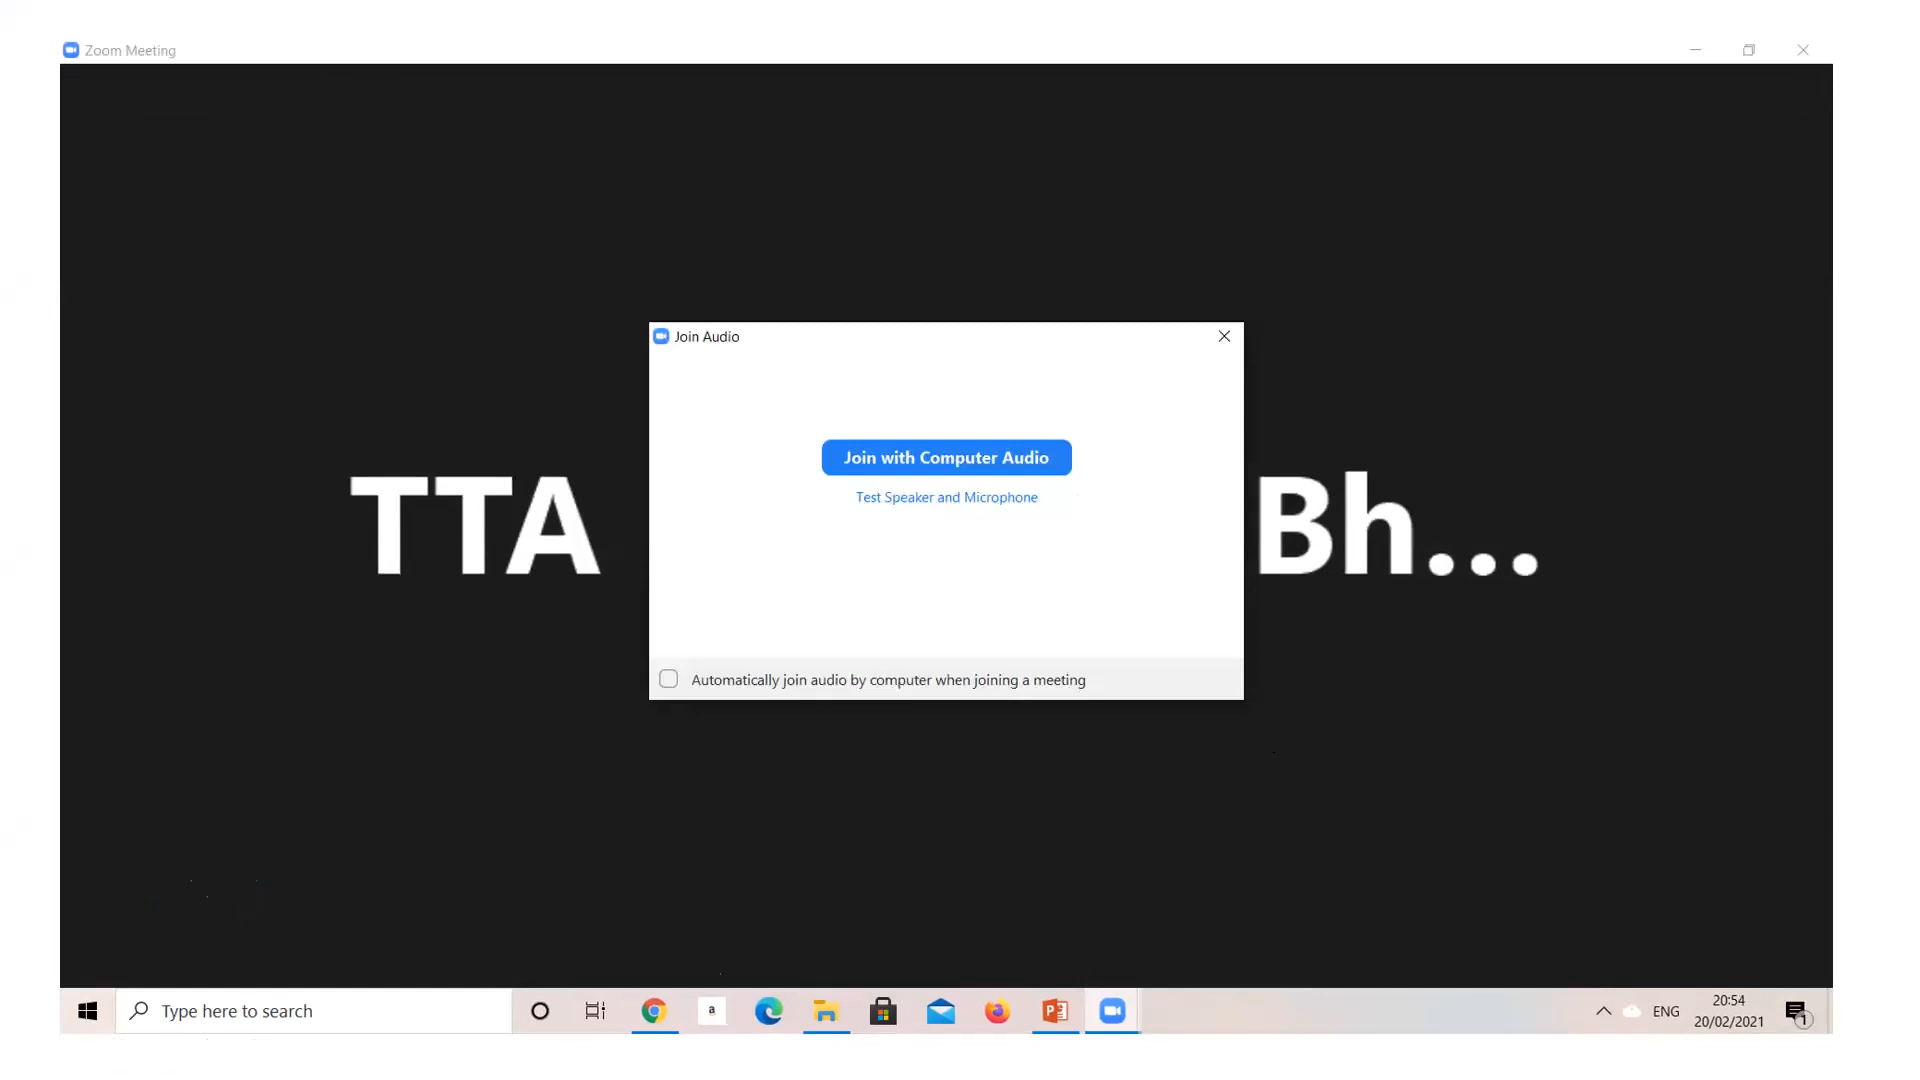 Zoom Meeting
Join Audio
Join with Computer Audio
Test Speaker and Microphone
TTA Bh...
Automatically join audio by computer when joining a meeting
Type here to search
a
ENG
20:54
20/02/2021
1